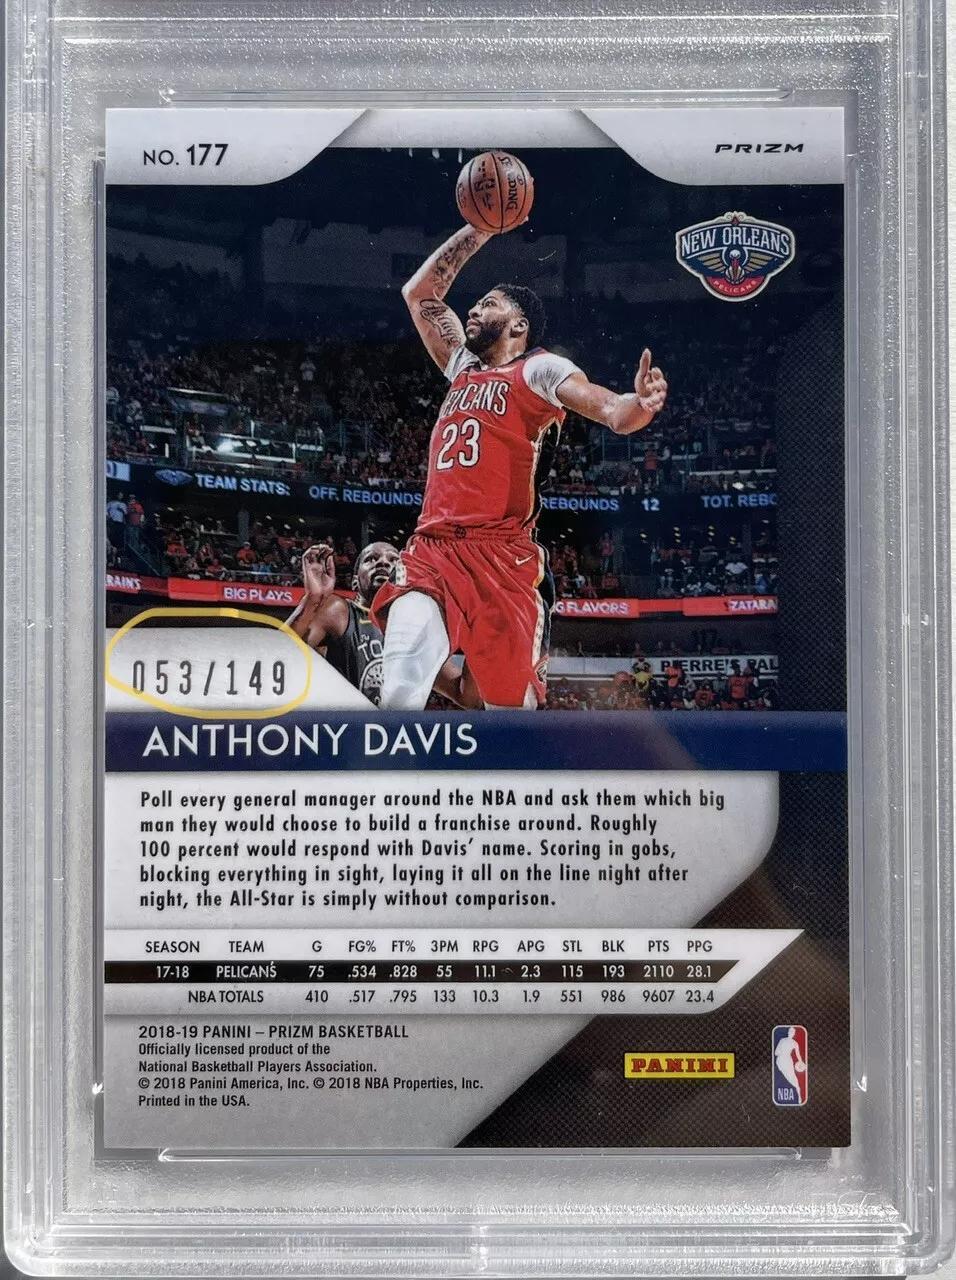 NO. 177
PRIZM
NEW ORLEANS
PELICANS
PELICANS
23
TEAM STATS: OFF. REBOUNDS REBOUNDS 12 TOT. REBO
BIG PLAYS G FLAVORS ZATARA
PIERRE'S PAL
053/149
ANTHONY DAVIS
Poll every general manager around the NBA and ask them which big
man they would choose to build a franchise around. Roughly
100 percent would respond with Davis' name. Scoring in gobs,
blocking everything in sight, laying it all on the line night after
night, the All-Star is simply without comparison.
SEASON TEAM G FG% FT% 3PM RPG APG STL BLK PTS PPG
17-18 PELICANS 75 .534 .828 55 11.1 2.3 115 193 2110 28.1
NBA TOTALS 410 .517 .795 133 10.3 1.9 551 986 9607 23.4
2018-19 PANINI – PRIZM BASKETBALL
Officially licensed product of the
National Basketball Players Association.
© 2018 Panini America, Inc. © 2018 NBA Properties, Inc.
Printed in the USA.
PANINI
NBA